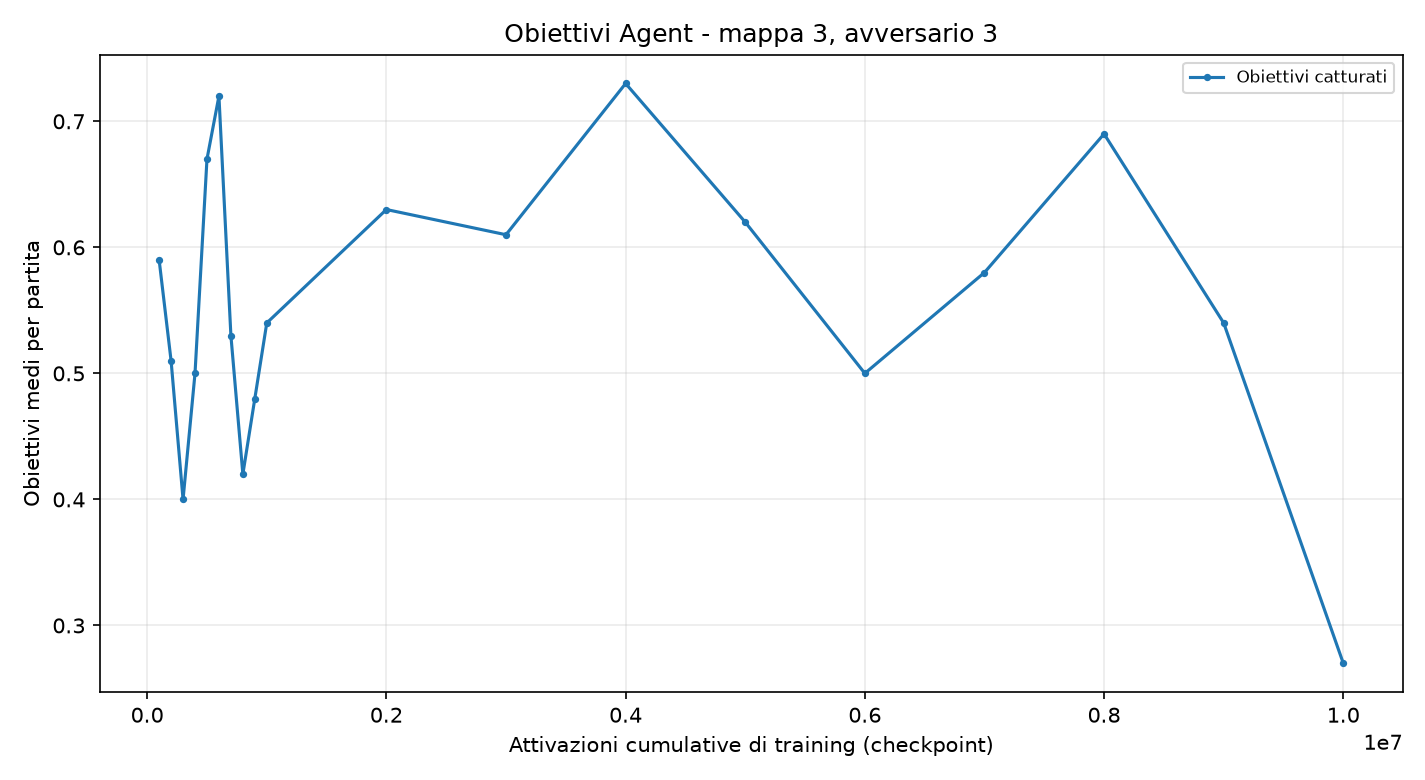 Obiettivi Agent - mappa 3, avversario 3
Obiettivi catturati
Obiettivi medi per partita
0.7
0.6
0.5
0.4
0.3
0.0 0.2 0.4 0.6 0.8 1.0
1e7
Attivazioni cumulative di training (checkpoint)